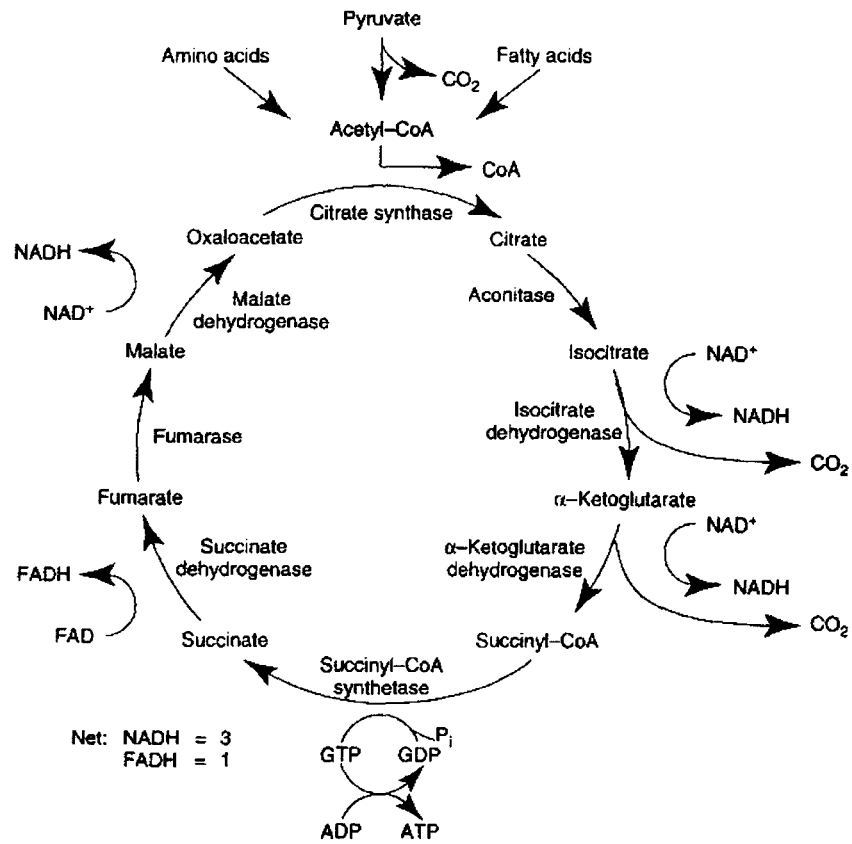 Pyruvate
Amino acids
Fatty acids
CO₂
Acetyl–CoA
CoA
Citrate synthase
Oxaloacetate
Citrate
NADH
NAD⁺
Malate
dehydrogenase
Aconitase
Malate
Isocitrate
NAD⁺
NADH
Isocitrate
dehydrogenase
CO₂
Fumarase
Fumarate
α–Ketoglutarate
NAD⁺
NADH
Succinate
dehydrogenase
α–Ketoglutarate
dehydrogenase
FADH
FAD
CO₂
Succinate
Succinyl–CoA
Succinyl–CoA
synthetase
Net: NADH = 3
FADH = 1
Pᵢ
GTP
GDP
ADP
ATP